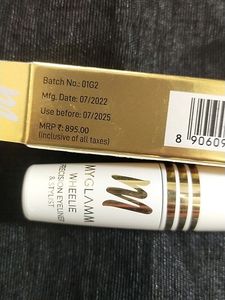 Batch No.: 01G2
Mfg. Date: 07/2022
Use before: 07/2025
MRP ₹: 895.00
(Inclusive of all taxes)
8 90609
MYGLAMM
WHEELIE
PRECISION EYELINER
& STYLIST